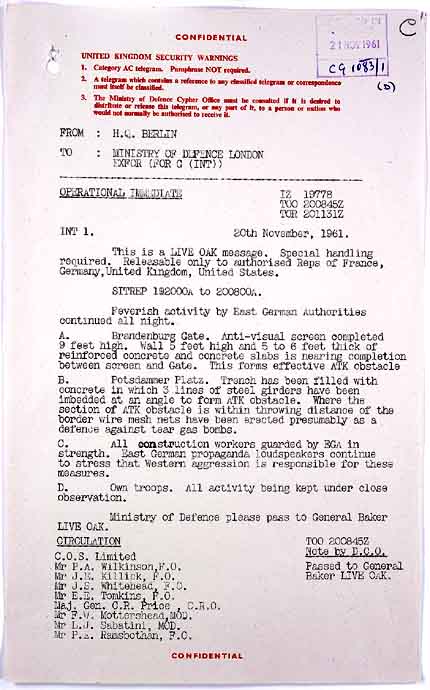 CONFIDENTIAL
UNITED KINGDOM SECURITY WARNINGS
1. Category AC telegram. Paraphrase NOT required.
2. A telegram which contains a reference to any classified telegram or correspondence
must itself be classified.
3. The Ministry of Defence Cypher Office must be consulted if it is desired to
distribute or release this telegram, or any part of it, to a person or nation who
would not normally be authorised to receive it.
C
21 NOV 1961
CG 1083/1
(D)
FROM : H.Q. BERLIN
TO : MINISTRY OF DEFENCE LONDON
EXFOR (FOR G (INT))
OPERATIONAL IMMEDIATE
IZ 19778
TOO 200845Z
TOR 201131Z
INT 1. 20th November, 1961.
This is a LIVE OAK message. Special handling
required. Releasable only to authorised Reps of France,
Germany, United Kingdom, United States.
SITREP 192000A to 200800A.
Feverish activity by East German Authorities
continued all night.
A. Brandenburg Gate. Anti-visual screen completed
9 feet high. Wall 5 feet high and 5 to 6 feet thick of
reinforced concrete and concrete slabs is nearing completion
between screen and Gate. This forms effective ATK obstacle
B. Potsdammer Platz. Trench has been filled with
concrete in which 3 lines of steel girders have been
imbedded at an angle to form ATK obstacle. Where the
section of ATK obstacle is within throwing distance of the
border wire mesh nets have been erected presumably as a
defence against tear gas bombs.
C. All construction workers guarded by EGA in
strength. East German propaganda loudspeakers continue
to stress that Western aggression is responsible for these
measures.
D. Own troops. All activity being kept under close
observation.
Ministry of Defence please pass to General Baker
LIVE OAK.
CIRCULATION
C.O.S. Limited
Mr P.A. Wilkinson, F.O.
Mr J.E. Killick, F.O.
Mr J.S. Whitehead, F.O.
Mr E.E. Tomkins, F.O.
Maj. Gen. C.R. Price, C.R.O.
Mr F.W. Mottershead, MOD.
Mr L.J. Sabatini, MOD.
Mr P.E. Ramsbotham, F.O.
TOO 200845Z
Note by D.C.O.
Passed to General
Baker LIVE OAK.
CONFIDENTIAL